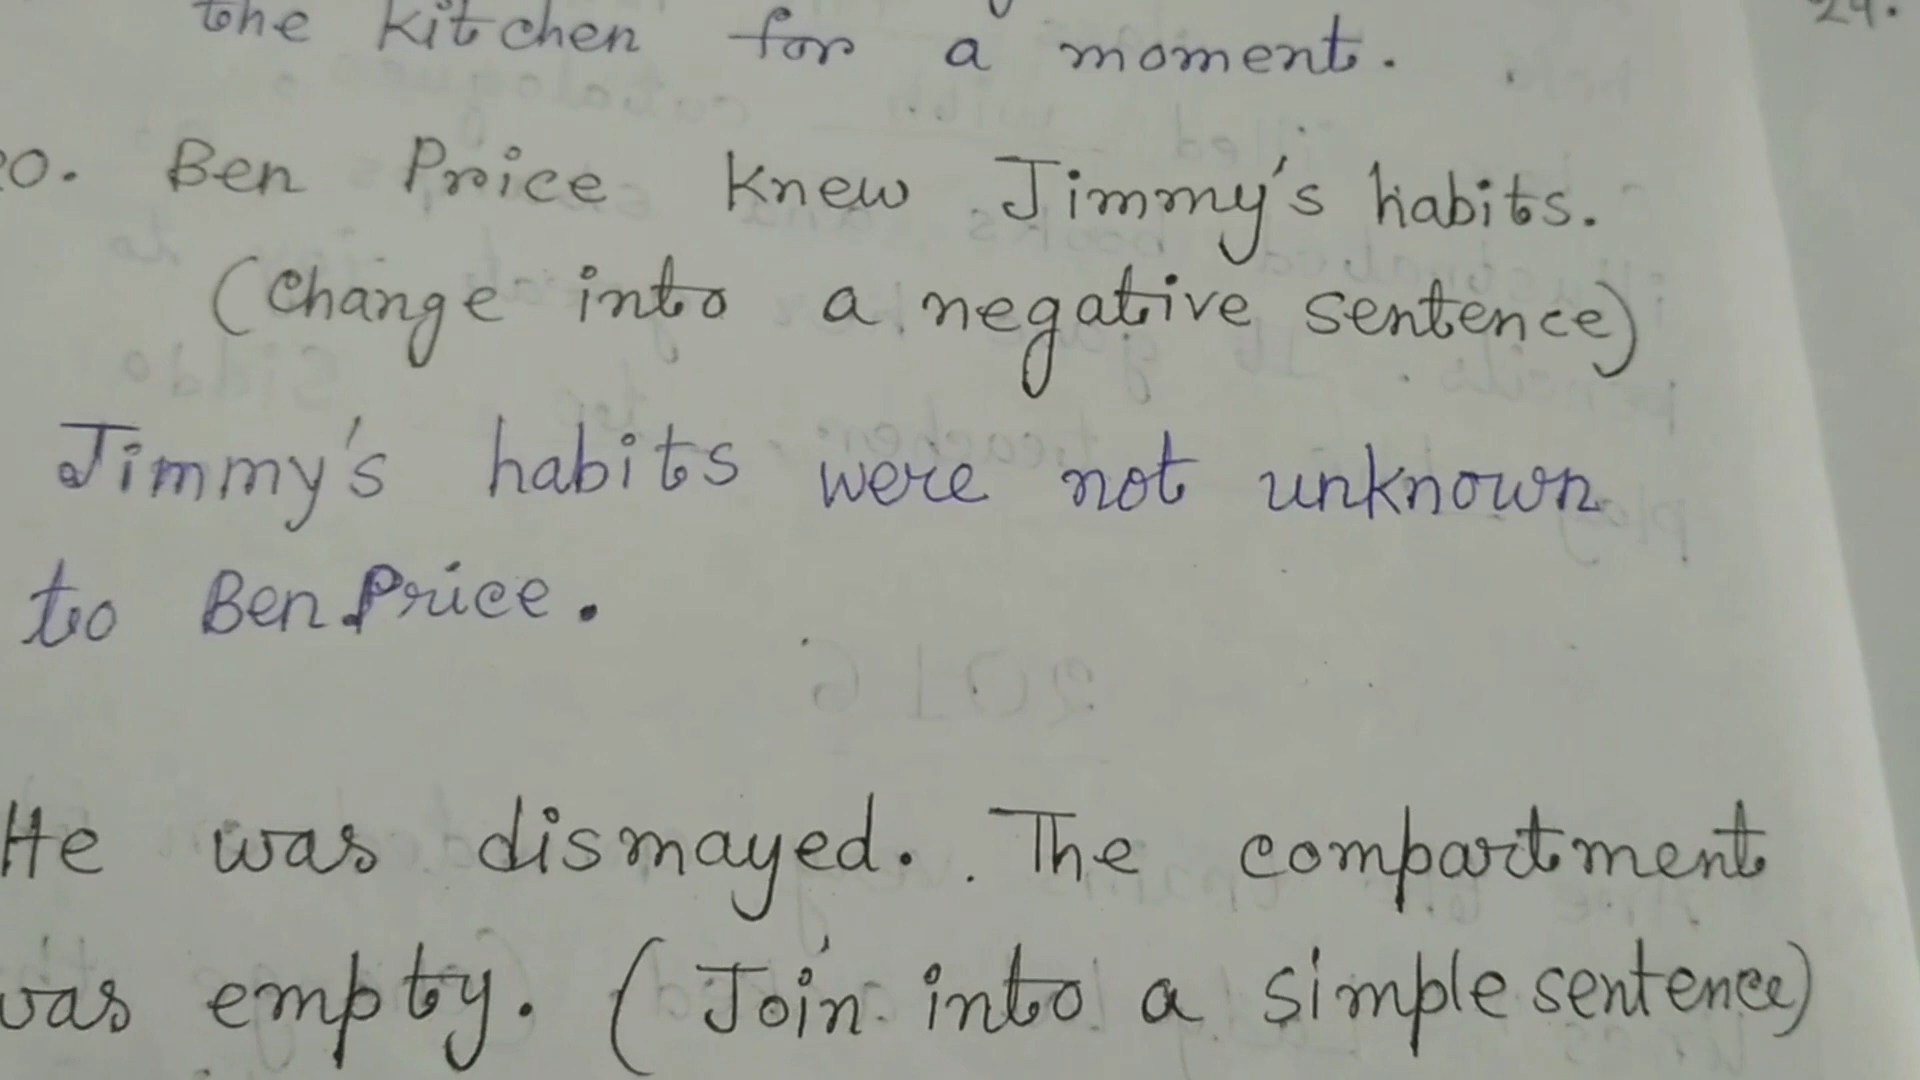 the kitchen for a moment.
24.
0. Ben Price knew Jimmy's habits.
(Change into a negative sentence)
Jimmy's habits were not unknown
to Ben Price.
He was dismayed. The compartment
was empty. (Join into a simple sentence)